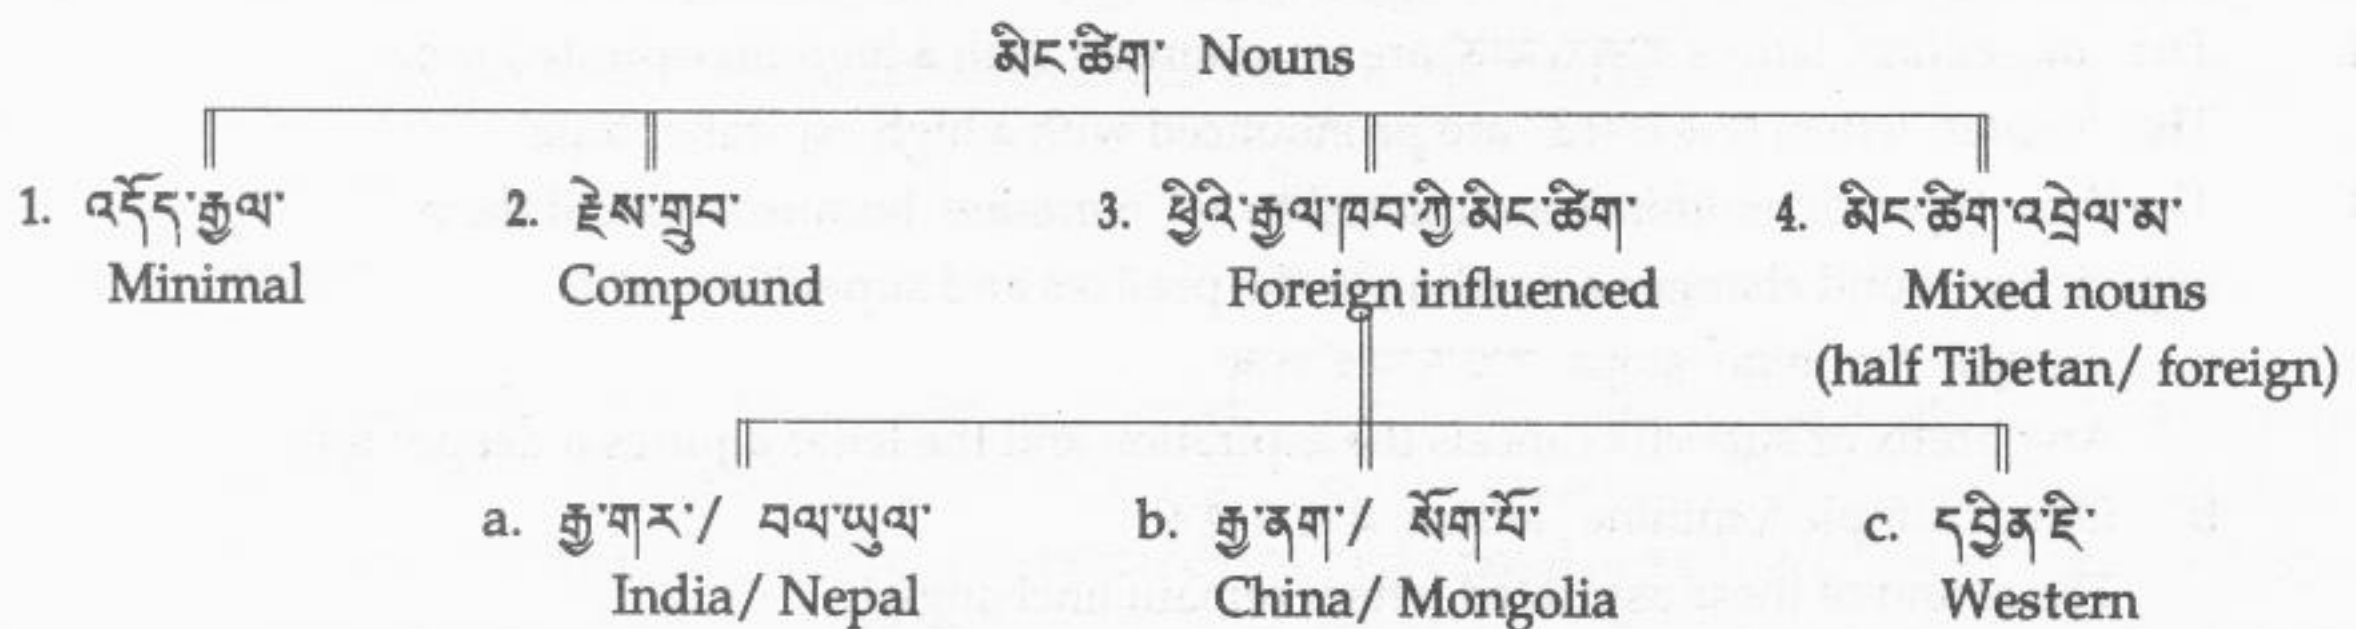 མིང་ཚིག་ Nouns
1. འདོད་རྒྱལ་ 2. རྗེས་གྲུབ་ 3. ཕྱིའི་རྒྱལ་ཁབ་ཀྱི་མིང་ཚིག་ 4. མིང་ཚིག་འབྲེལ་མ་
Minimal Compound Foreign influenced Mixed nouns
(half Tibetan/ foreign)
a. རྒྱ་གར་/ བལ་ཡུལ་ b. རྒྱ་ནག་/ སོག་པོ་ c. དབྱིན་ཇི་
India/ Nepal China/ Mongolia Western